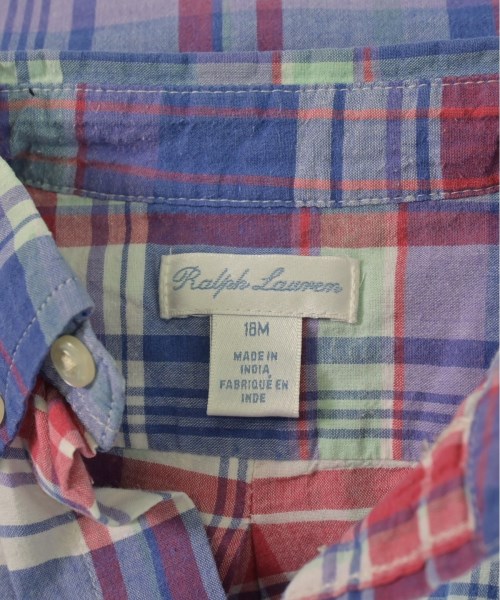 Ralph Lauren
18M
MADE IN
INDIA
FABRIQUÉ EN
INDE